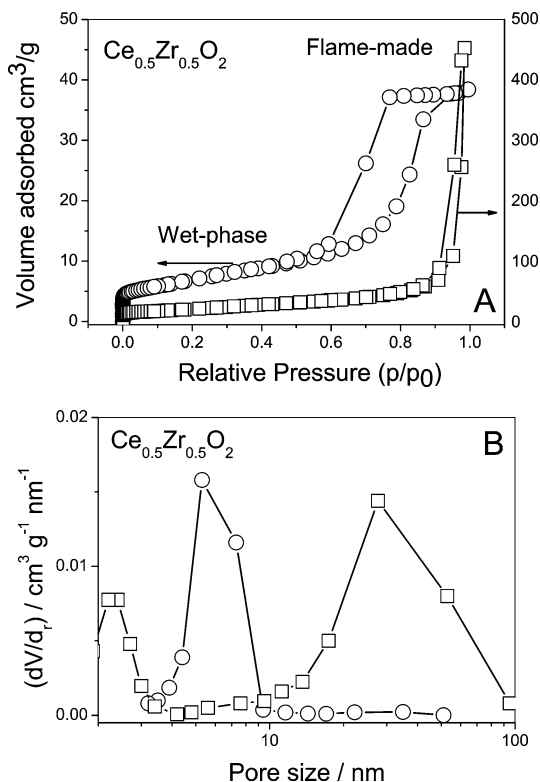 50
500
Flame-made
Ce0.5Zr0.5O2
40
400
30
300
20
200
Wet-phase
10
100
A
0
0
0.0 0.2 0.4 0.6 0.8 1.0
Volume adsorbed cm3/g
Relative Pressure (p/p0)
0.02
Ce0.5Zr0.5O2
B
0.01
0.00
10 100
(dV/dr) / cm3 g-1 nm-1
Pore size / nm